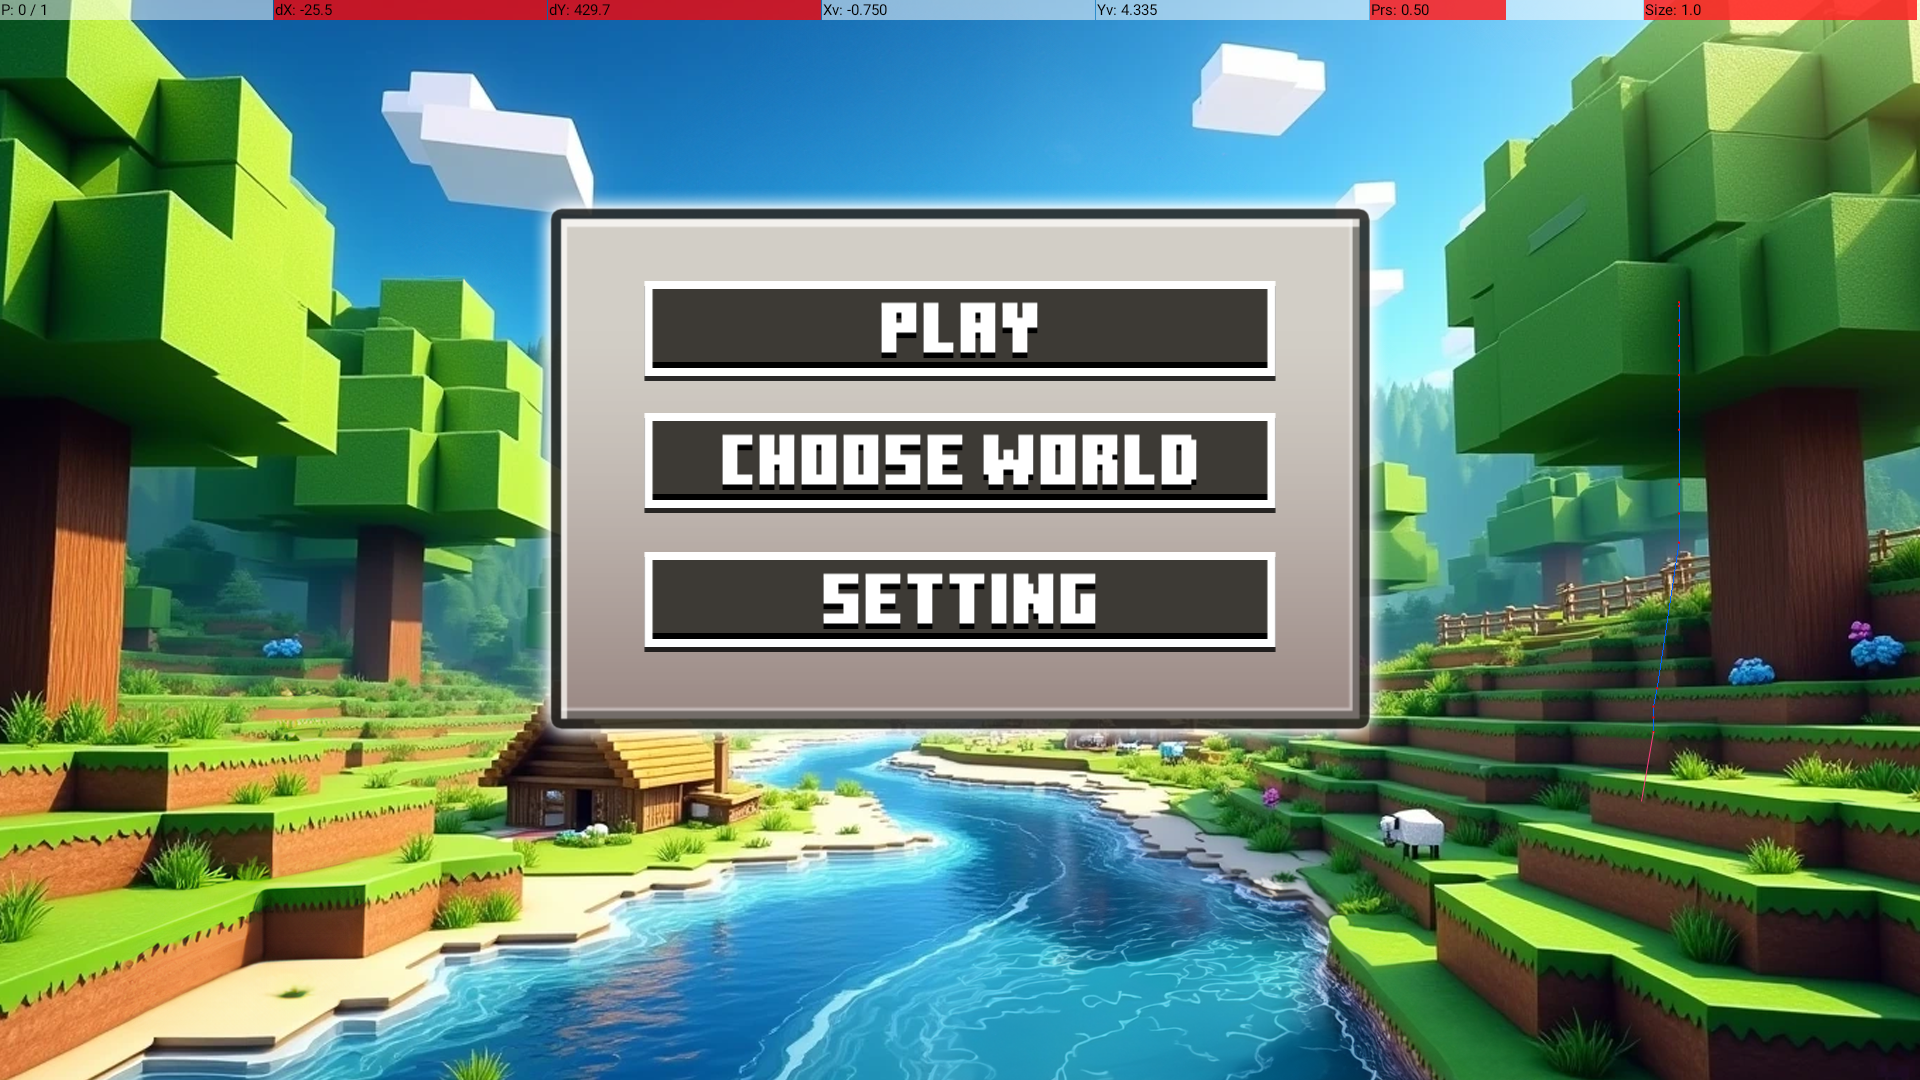 P: 0 / 1 dX: -25.5 dY: 429.7 Xv: -0.750 Yv: 4.335 Prs: 0.50 Size: 1.0
PLAY
CHOOSE WORLD
SETTING